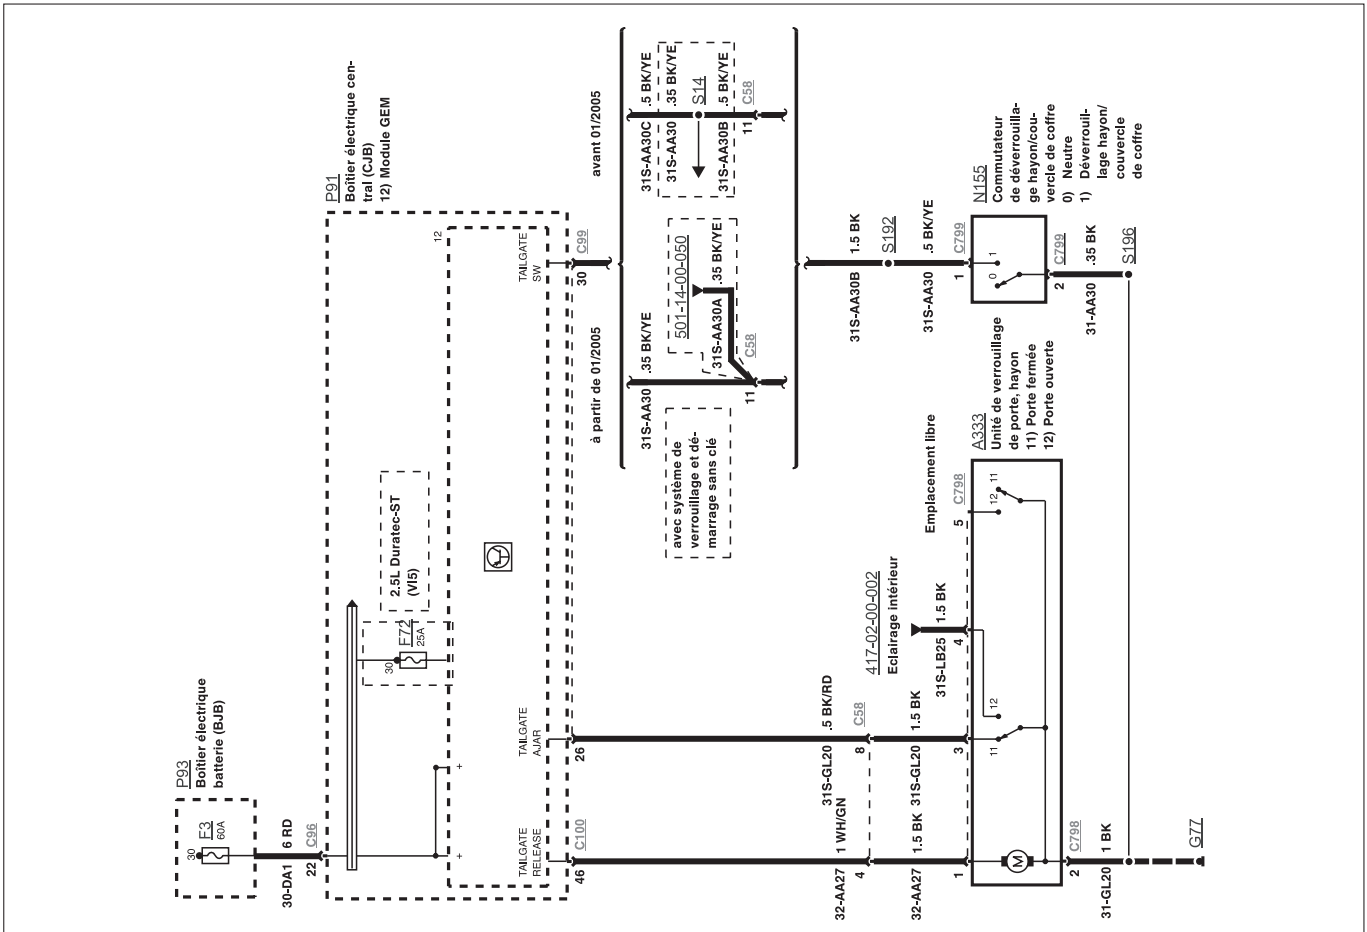 P93
Boîtier électrique
batterie (BJB)
30
F3
60A
30-DA1
6 RD
22
C96
P91
Boîtier électrique cen-
tral (CJB)
12) Module GEM
12
2.5L Duratec-ST
(VI5)
30
F72
25A
+
+
TAILGATE
RELEASE
TAILGATE
AJAR
TAILGATE
SW
46
C100
26
30
C99
à partir de 01/2005
avant 01/2005
31S-AA30
.35 BK/YE
501-14-00-050
31S-AA30A
.35 BK/YE
11
C58
avec système de
verrouillage et dé-
marrage sans clé
31S-AA30C
.5 BK/YE
31S-AA30
.35 BK/YE
S14
31S-AA30B
.5 BK/YE
11
C58
32-AA27
1 WH/GN
4
31S-GL20
.5 BK/RD
8
C58
32-AA27
1.5 BK
1
31S-GL20
1.5 BK
3
417-02-00-002
Eclairage intérieur
31S-LB25
1.5 BK
4
Emplacement libre
5
C798
31S-AA30B
1.5 BK
S192
31S-AA30
.5 BK/YE
1
C799
A333
Unité de verrouillage
de porte, hayon
11) Porte fermée
12) Porte ouverte
M
11
12
12
11
N155
Commutateur
de déverrouilla-
ge hayon/cou-
vercle de coffre
0) Neutre
1) Déverrouil-
lage hayon/
couvercle
de coffre
0
1
2
C798
31-GL20
1 BK
2
C799
31-AA30
.35 BK
S196
G77